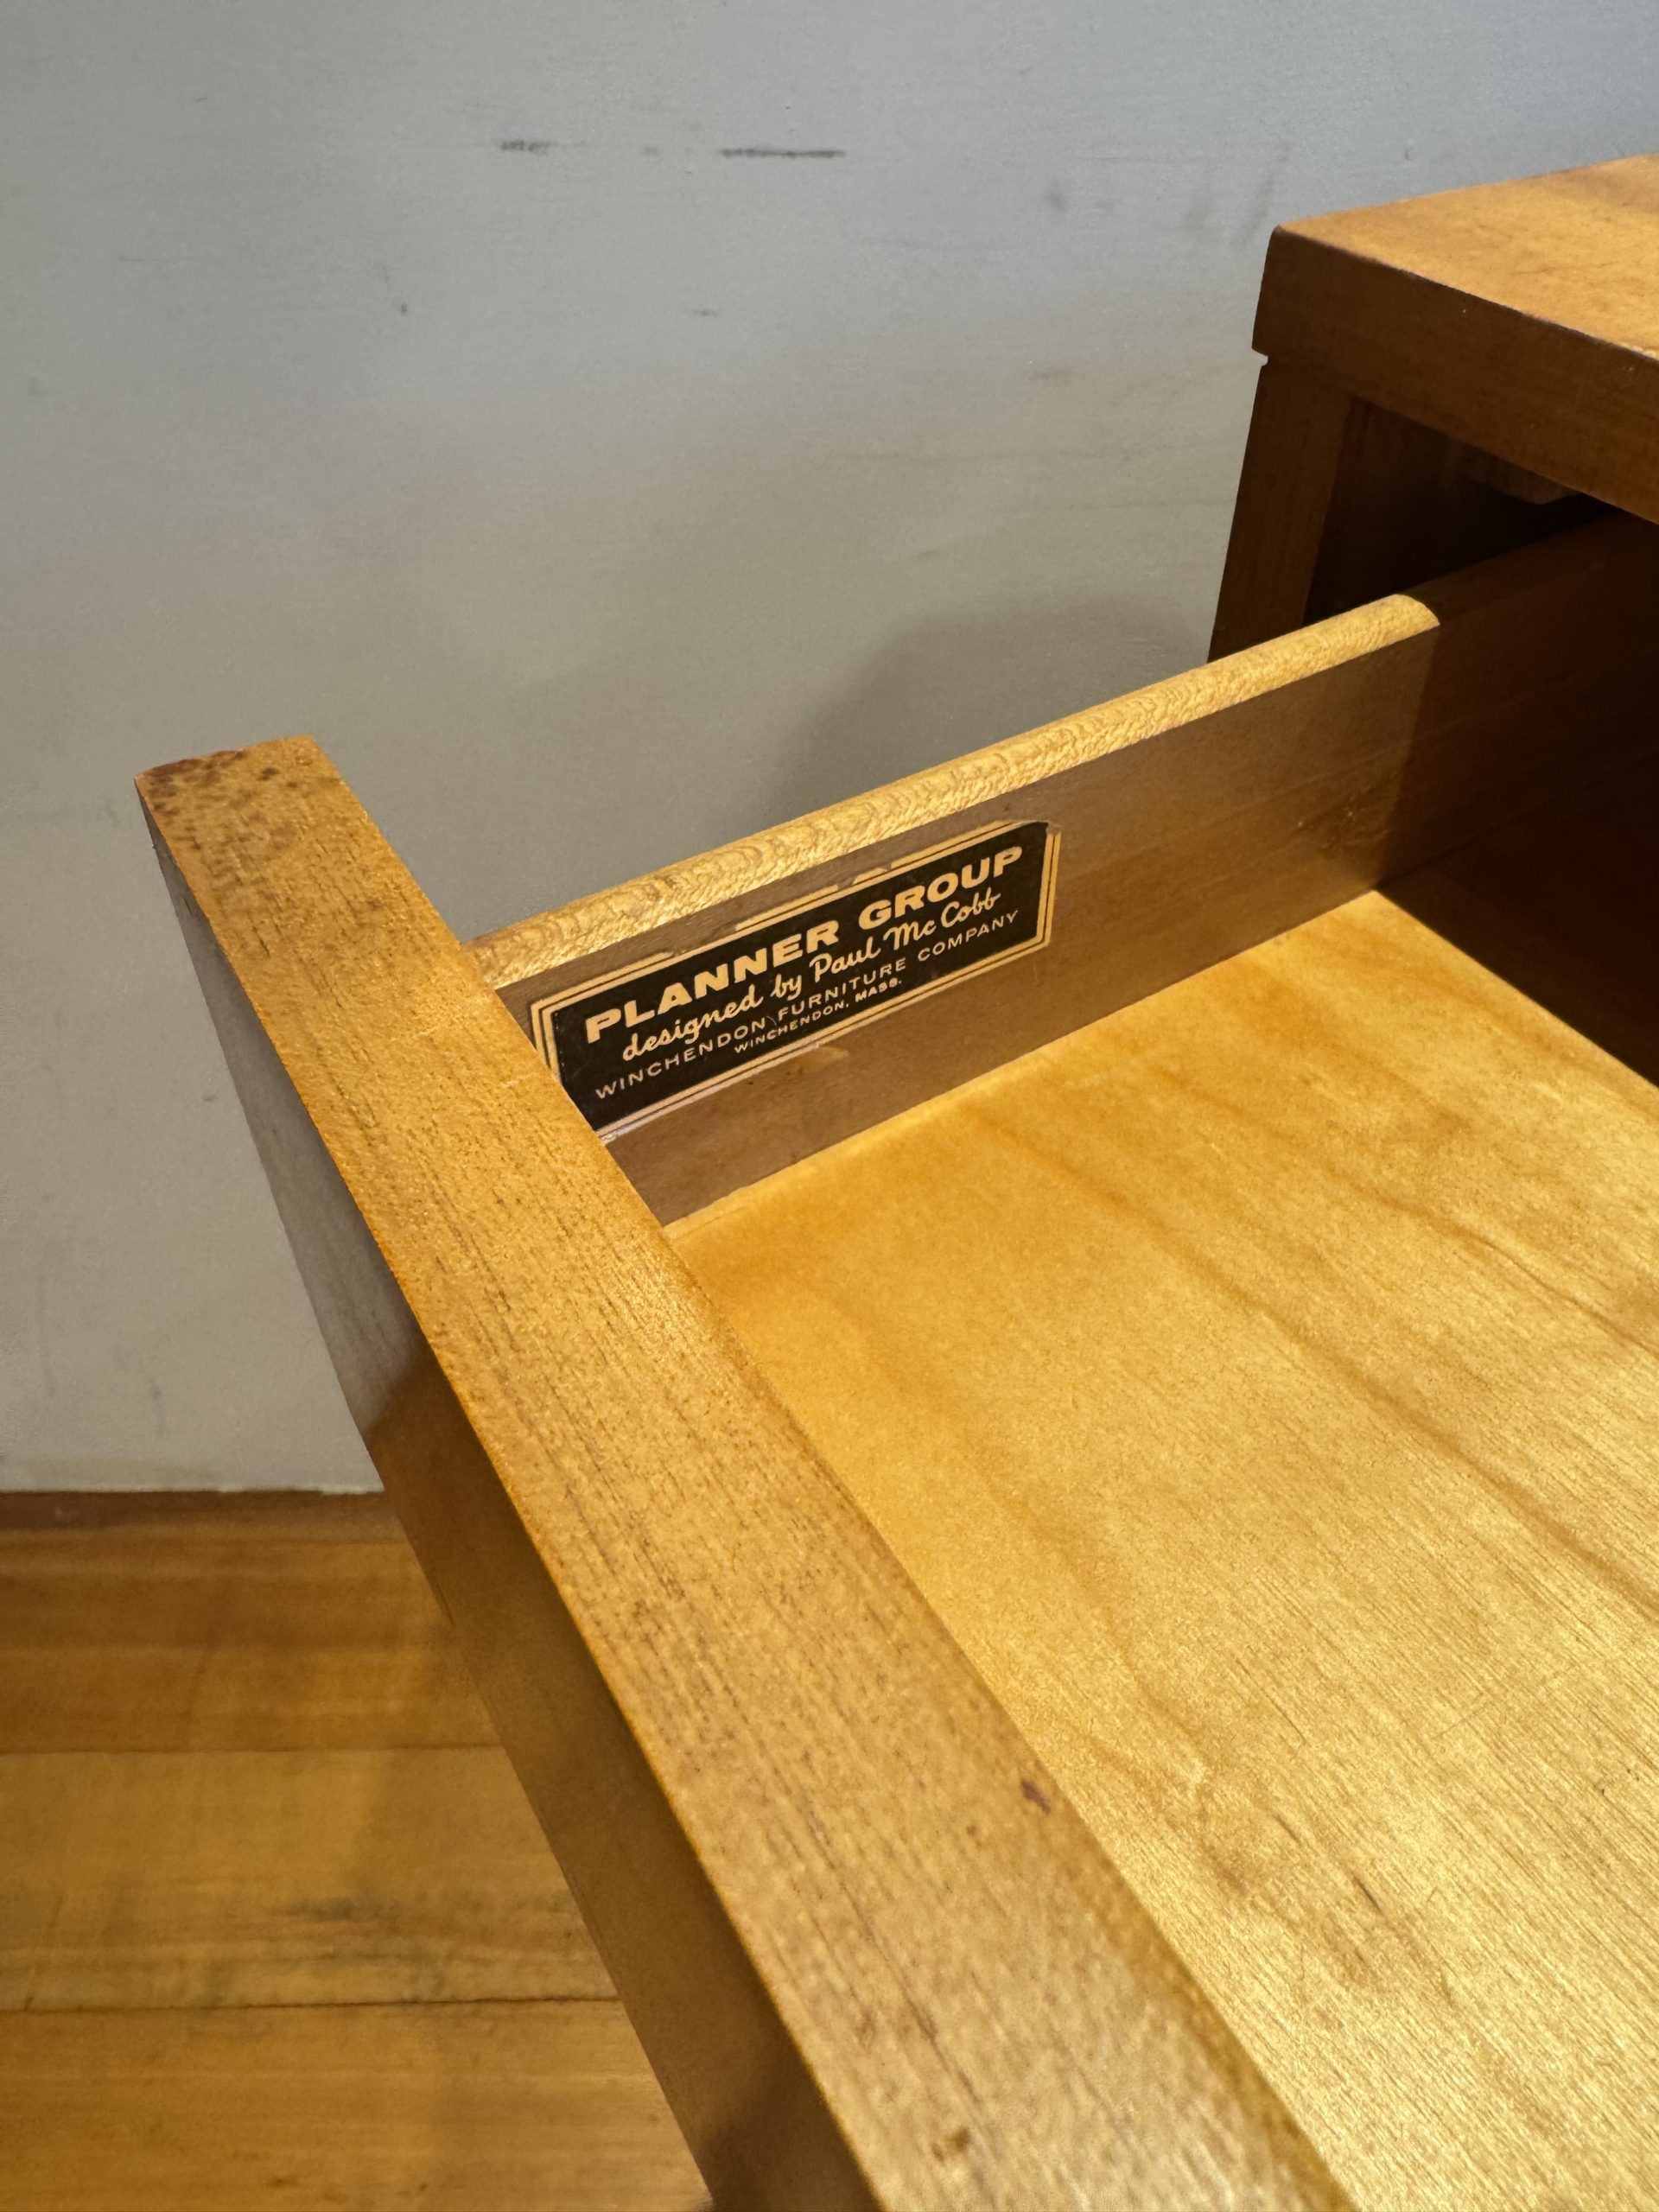 PLANNER GROUP
designed by Paul McCobb
WINCHENDON FURNITURE COMPANY
WINCHENDON, MASS.